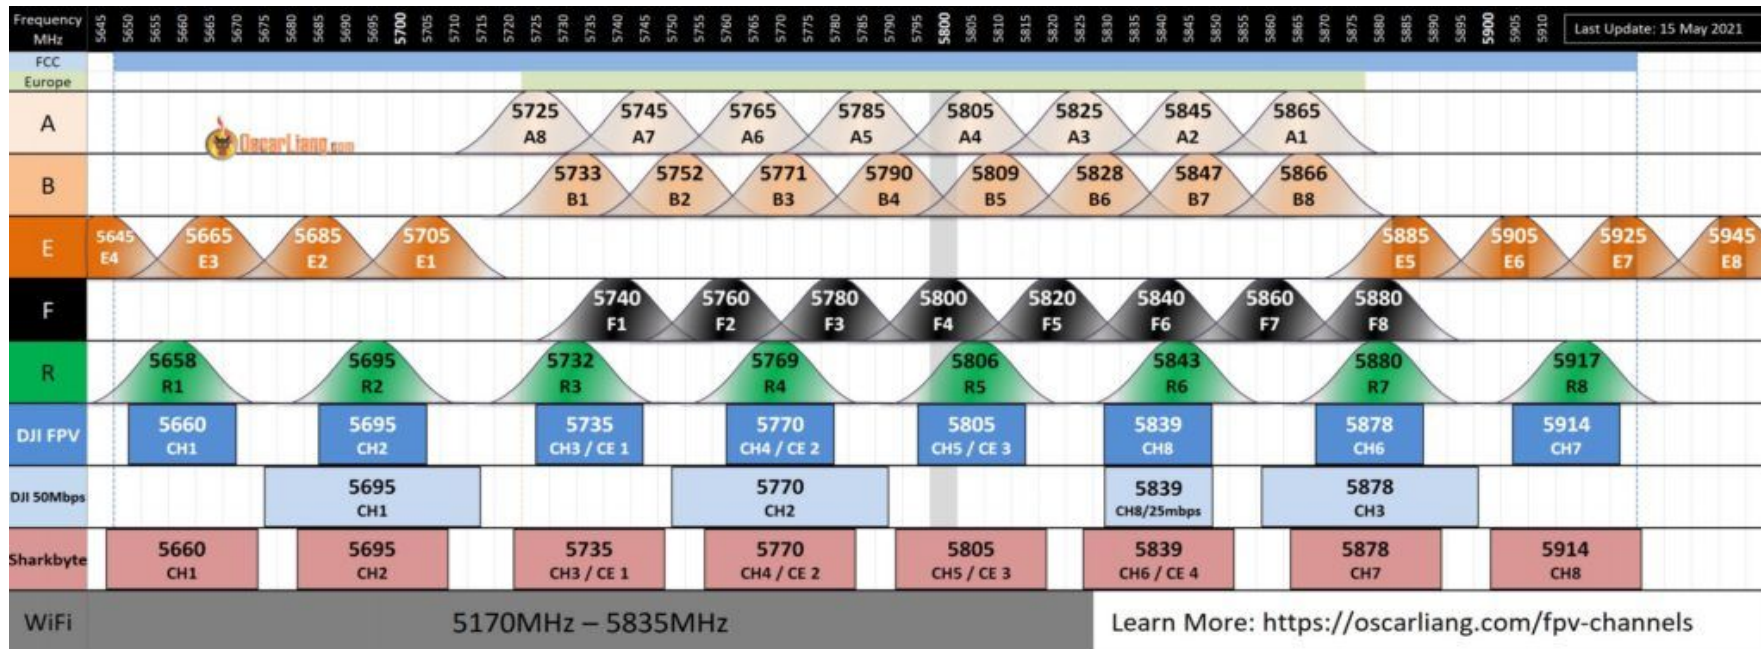 Frequency
MHz
5645 5650 5655 5660 5665 5670 5675 5680 5685 5690 5695 5700 5705 5710 5715 5720 5725 5730 5735 5740 5745 5750 5755 5760 5765 5770 5775 5780 5785 5790 5795 5800 5805 5810 5815 5820 5825 5830 5835 5840 5845 5850 5855 5860 5865 5870 5875 5880 5885 5890 5895 5900 5905 5910
Last Update: 15 May 2021
FCC
Europe
A
OscarLiang.com
5725 5745 5765 5785 5805 5825 5845 5865
A8 A7 A6 A5 A4 A3 A2 A1
B
5733 5752 5771 5790 5809 5828 5847 5866
B1 B2 B3 B4 B5 B6 B7 B8
E
5645 5665 5685 5705 5885 5905 5925 5945
E4 E3 E2 E1 E5 E6 E7 E8
F
5740 5760 5780 5800 5820 5840 5860 5880
F1 F2 F3 F4 F5 F6 F7 F8
R
5658 5695 5732 5769 5806 5843 5880 5917
R1 R2 R3 R4 R5 R6 R7 R8
DJI FPV
5660 5695 5735 5770 5805 5839 5878 5914
CH1 CH2 CH3 / CE 1 CH4 / CE 2 CH5 / CE 3 CH8 CH6 CH7
DJI 50Mbps
5695 5770 5839 5878
CH1 CH2 CH8/25mbps CH3
Sharkbyte
5660 5695 5735 5770 5805 5839 5878 5914
CH1 CH2 CH3 / CE 1 CH4 / CE 2 CH5 / CE 3 CH6 / CE 4 CH7 CH8
WiFi
5170MHz – 5835MHz
Learn More: https://oscarliang.com/fpv-channels